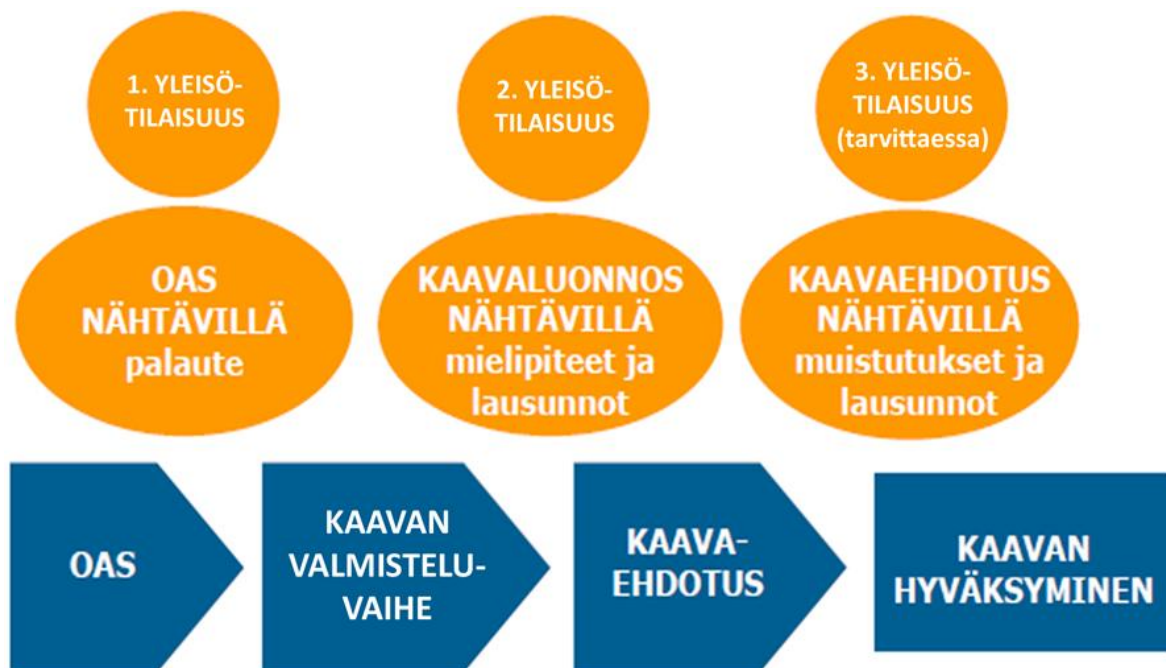 1. YLEISÖ-
TILAISUUS
2. YLEISÖ-
TILAISUUS
3. YLEISÖ-
TILAISUUS
(tarvittaessa)
OAS
NÄHTÄVILLÄ
palaute
KAAVALUONNOS
NÄHTÄVILLÄ
mielipiteet ja
lausunnot
KAAVAEHDOTUS
NÄHTÄVILLÄ
muistutukset ja
lausunnot
OAS
KAAVAN
VALMISTELU-
VAIHE
KAAVA-
EHDOTUS
KAAVAN
HYVÄKSYMINEN